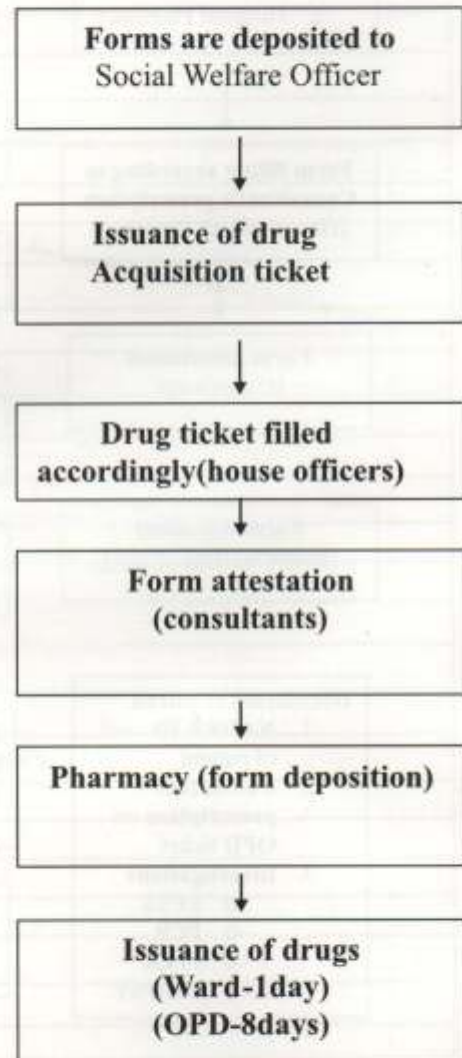 Forms are deposited to
Social Welfare Officer
Issuance of drug
Acquisition ticket
Drug ticket filled
accordingly(house officers)
Form attestation
(consultants)
Pharmacy (form deposition)
Issuance of drugs
(Ward-1day)
(OPD-8days)